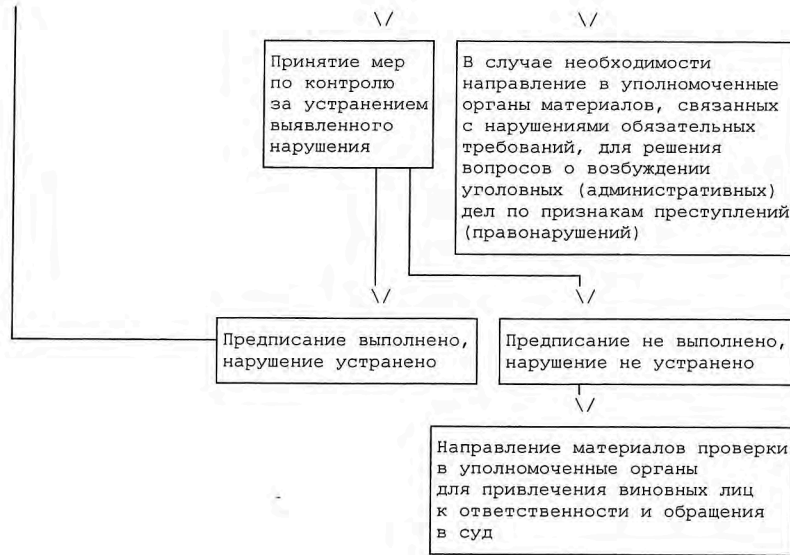 \/
\/
Принятие мер
по контролю
за устранением
выявленного
нарушения
В случае необходимости
направление в уполномоченные
органы материалов, связанных
с нарушениями обязательных
требований, для решения
вопросов о возбуждении
уголовных (административных)
дел по признакам преступлений
(правонарушений)
\/
\/
Предписание выполнено,
нарушение устранено
Предписание не выполнено,
нарушение не устранено
\/
Направление материалов проверки
в уполномоченные органы
для привлечения виновных лиц
к ответственности и обращения
в суд